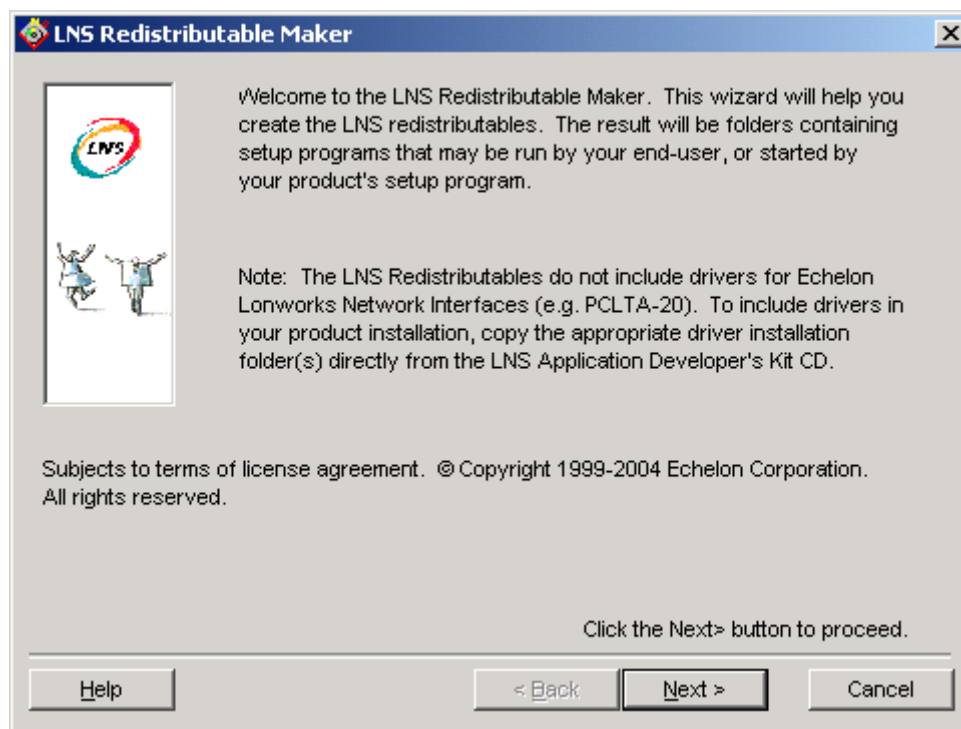 LNS Redistributable Maker
LNS
Welcome to the LNS Redistributable Maker. This wizard will help you
create the LNS redistributables. The result will be folders containing
setup programs that may be run by your end-user, or started by
your product's setup program.
Note: The LNS Redistributables do not include drivers for Echelon
Lonworks Network Interfaces (e.g. PCLTA-20). To include drivers in
your product installation, copy the appropriate driver installation
folder(s) directly from the LNS Application Developer's Kit CD.
Subjects to terms of license agreement. © Copyright 1999-2004 Echelon Corporation.
All rights reserved.
Click the Next> button to proceed.
Help
< Back
Next >
Cancel